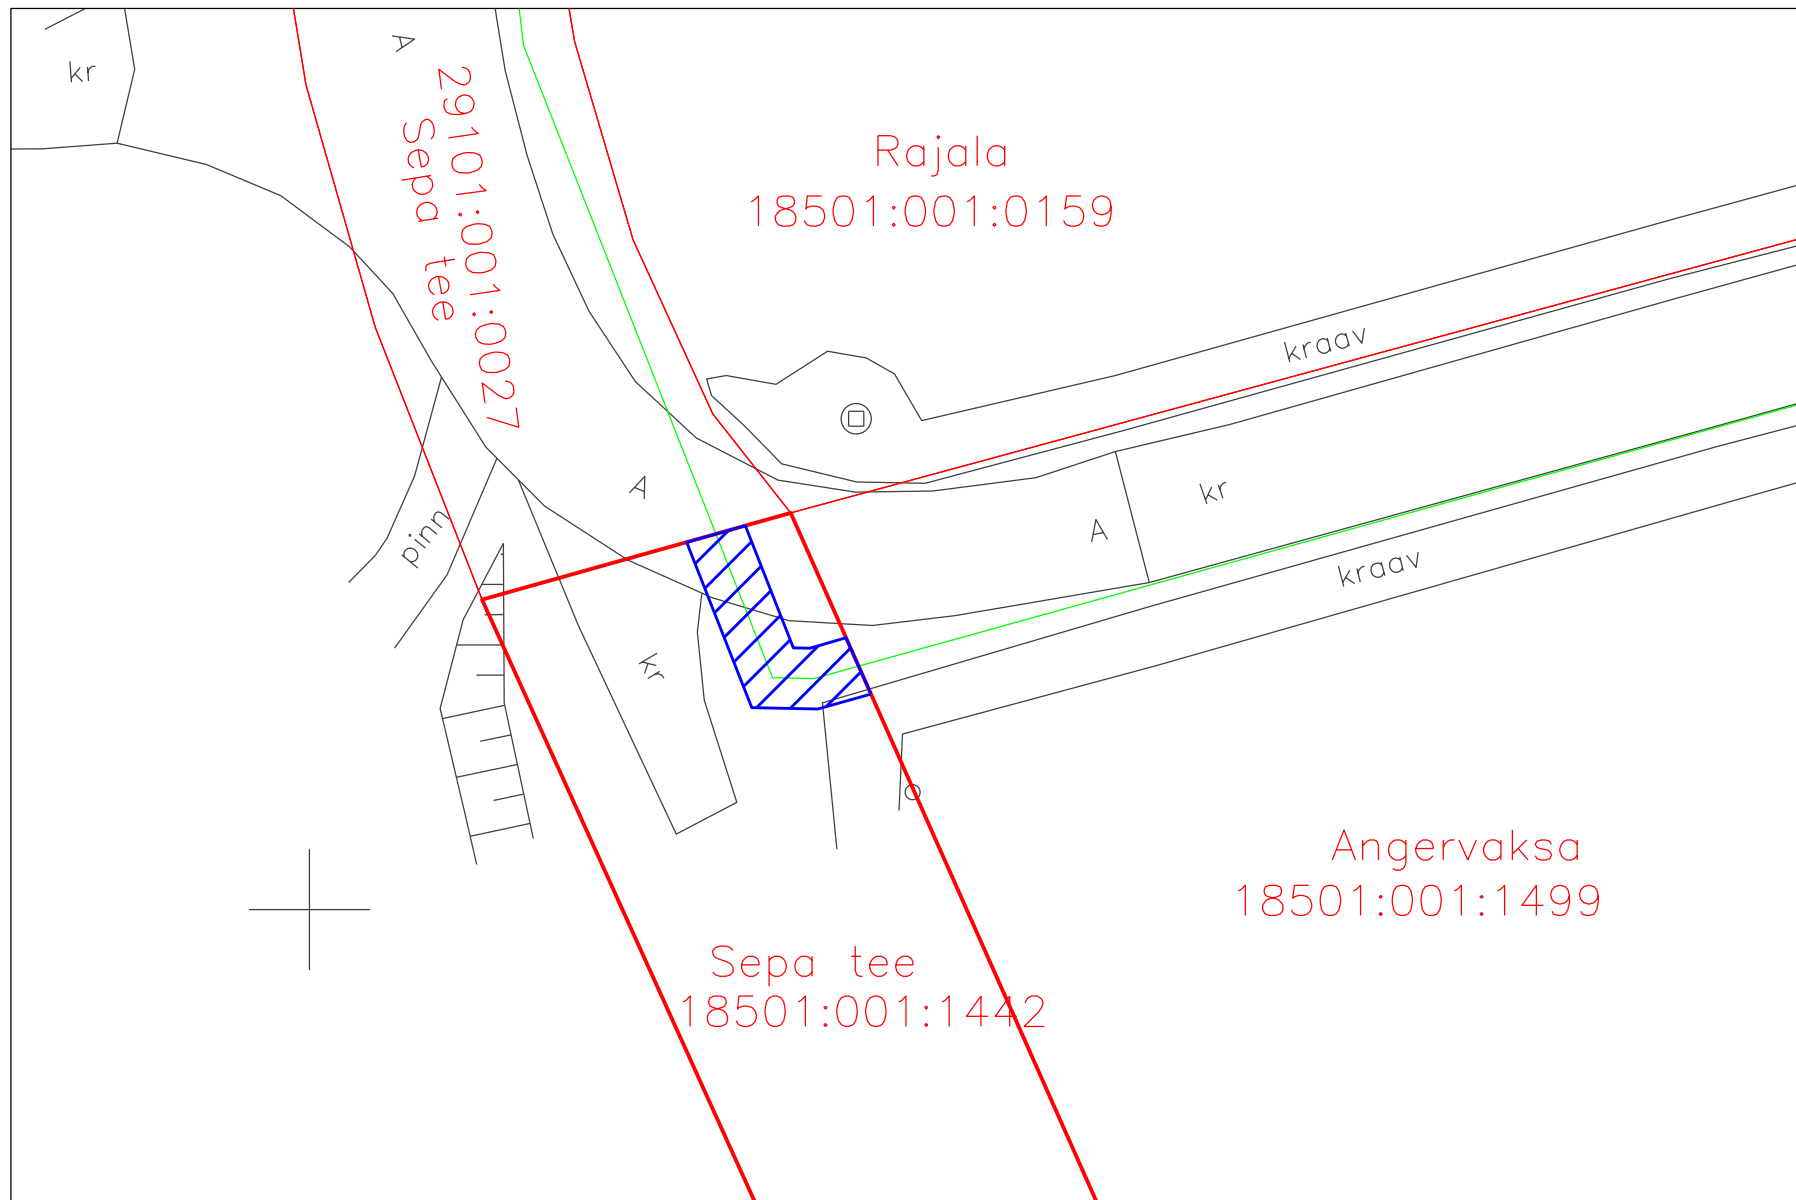 A
kr
29101:001:0027
Sepa tee
Rajala
18501:001:0159
kraav
A
kr
A
pinn
kraav
kr
Angervaksa
18501:001:1499
Sepa tee
18501:001:1442